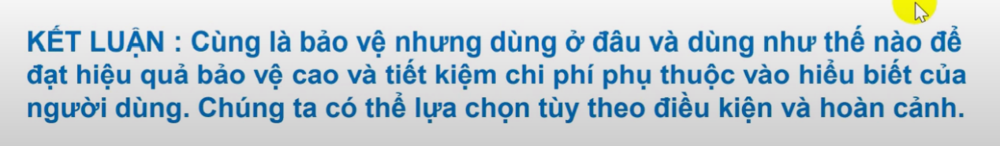 KẾT LUẬN : Cùng là bảo vệ nhưng dùng ở đâu và dùng như thế nào để
đạt hiệu quả bảo vệ cao và tiết kiệm chi phí phụ thuộc vào hiểu biết của
người dùng. Chúng ta có thể lựa chọn tùy theo điều kiện và hoàn cảnh.